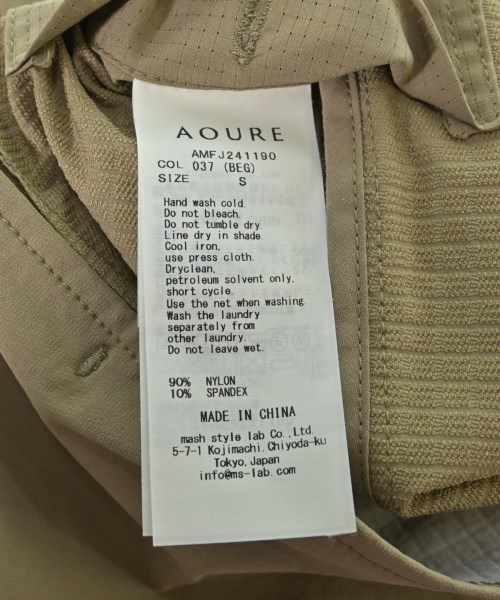 AOURE
AMFJ241190
COL 037 (BEG)
SIZE S
Hand wash cold.
Do not bleach.
Do not tumble dry.
Line dry in shade.
Cool iron,
use press cloth.
Dryclean,
petroleum solvent only.
short cycle.
Use the net when washing.
Wash the laundry
separately from
other laundry.
Do not leave wet.
90% NYLON
10% SPANDEX
MADE IN CHINA
mash style lab Co.,Ltd.
5-7-1 Kojimachi,Chiyoda-ku
Tokyo,Japan
info@ms-lab.com